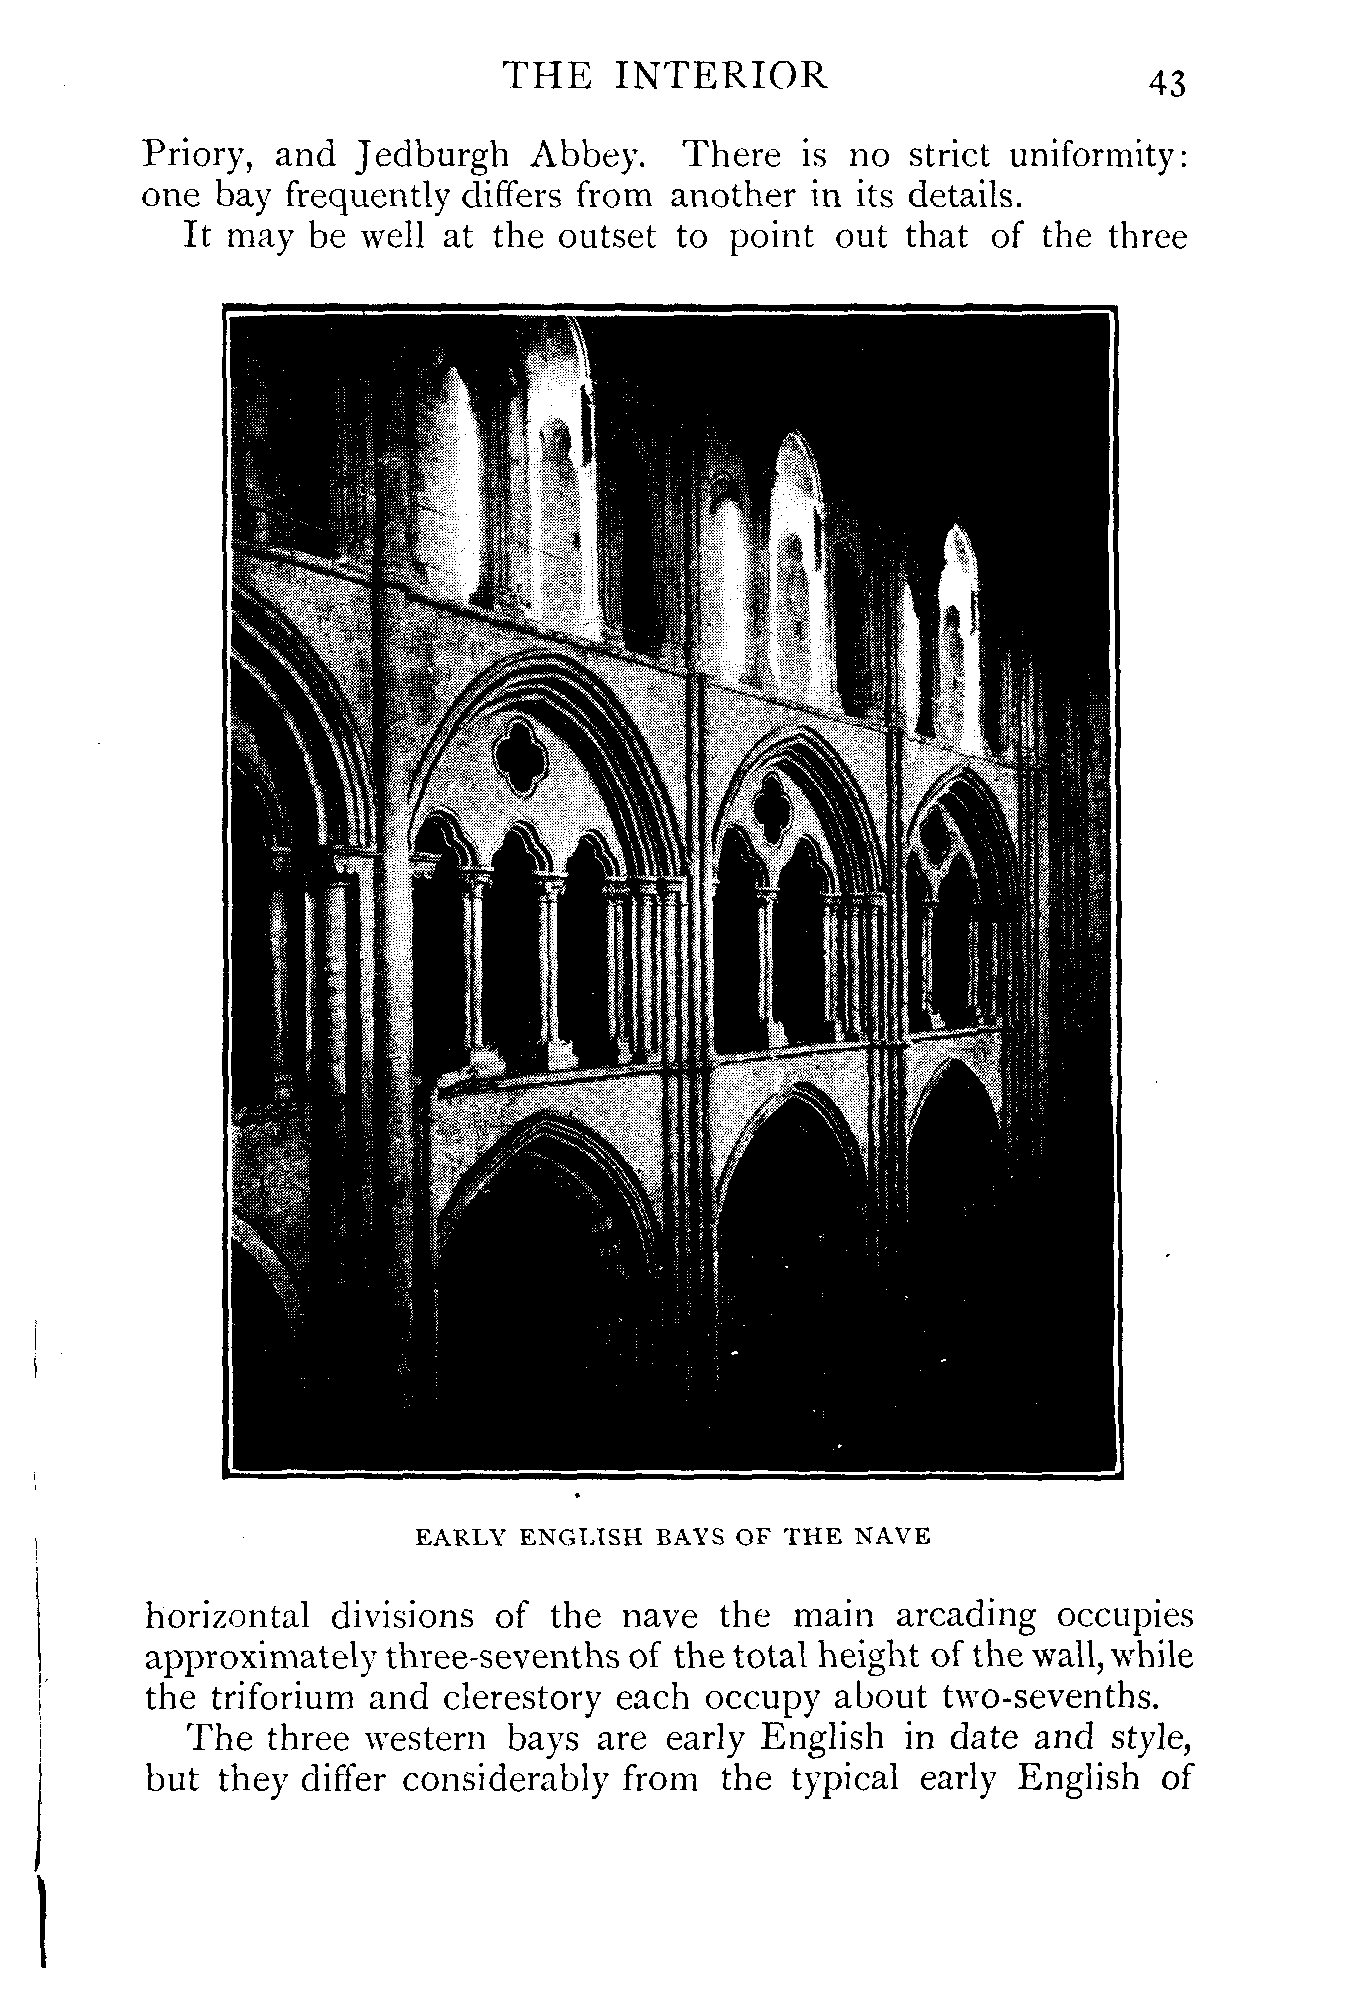 THE INTERIOR 43
Priory, and Jedburgh Abbey. There is no strict uniformity:
one bay frequently differs from another in its details.
It may be well at the outset to point out that of the three
EARLY ENGLISH BAYS OF THE NAVE
horizontal divisions of the nave the main arcading occupies
approximately three-sevenths of the total height of the wall, while
the triforium and clerestory each occupy about two-sevenths.
The three western bays are early English in date and style,
but they differ considerably from the typical early English of